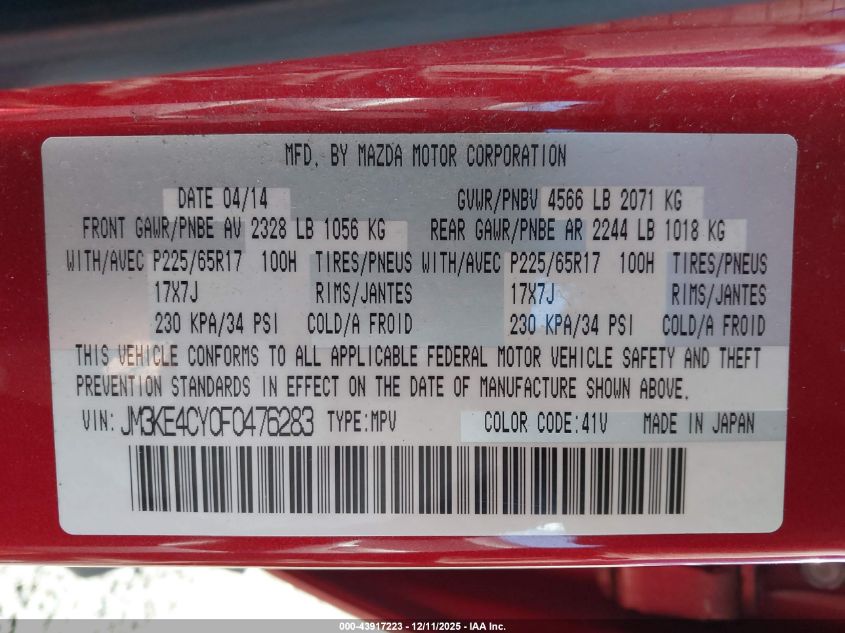 MFD. BY MAZDA MOTOR CORPORATION
DATE 04/14 GVWR/PNBV 4566 LB 2071 KG
FRONT GAWR/PNBE AV 2328 LB 1056 KG REAR GAWR/PNBE AR 2244 LB 1018 KG
WITH/AVEC P225/65R17 100H TIRES/PNEUS WITH/AVEC P225/65R17 100H TIRES/PNEUS
17X7J RIMS/JANTES 17X7J RIMS/JANTES
230 KPA/34 PSI COLD/A FROID 230 KPA/34 PSI COLD/A FROID
THIS VEHICLE CONFORMS TO ALL APPLICABLE FEDERAL MOTOR VEHICLE SAFETY AND THEFT
PREVENTION STANDARDS IN EFFECT ON THE DATE OF MANUFACTURE SHOWN ABOVE.
VIN: JM3KE4CY0F0476283 TYPE:MPV COLOR CODE:41V MADE IN JAPAN
000-43917223 - 12/11/2025 - IAA Inc.